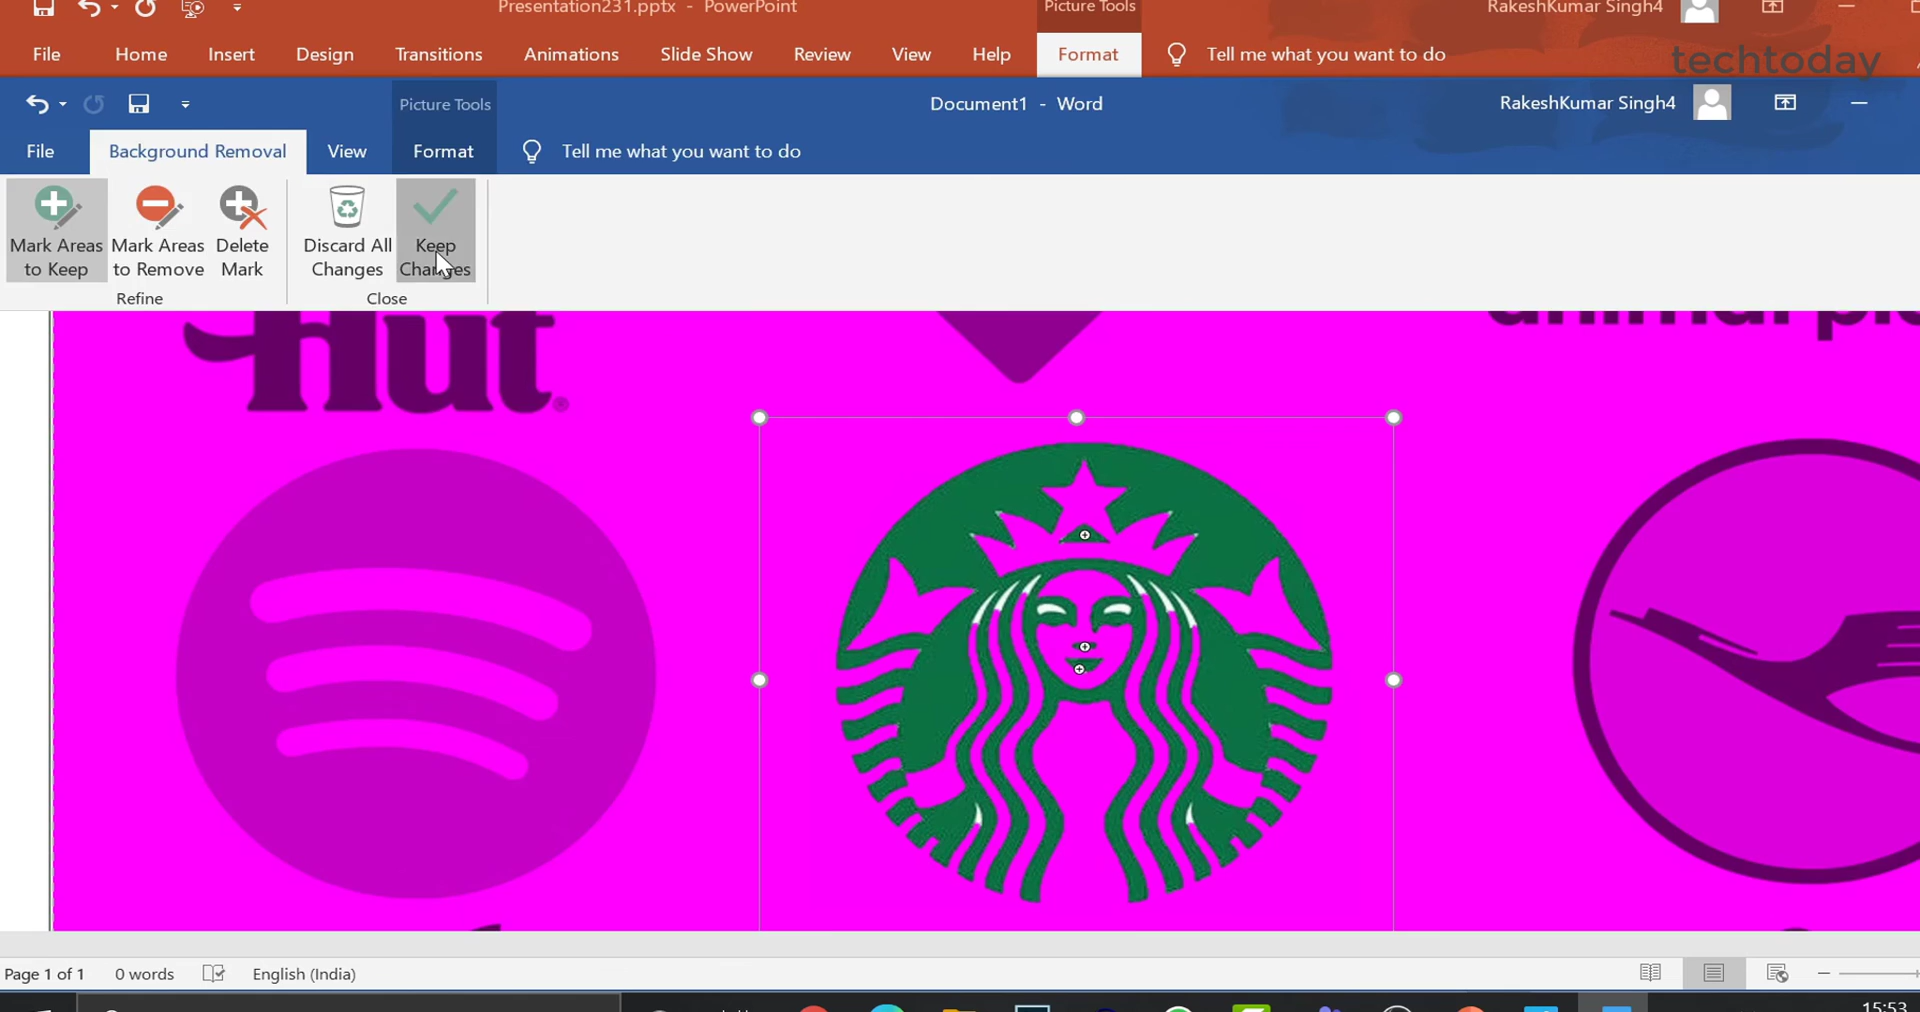 Presentation231.pptx - PowerPoint
Picture Tools
RakeshKumar Singh4
File Home Insert Design Transitions Animations Slide Show Review View Help Format Tell me what you want to do
techtoday
Picture Tools
Document1 - Word
RakeshKumar Singh4
File Background Removal View Format Tell me what you want to do
Mark Areas to Keep
Mark Areas to Remove
Delete Mark
Discard All Changes
Keep Changes
Refine
Close
Hut®
animal
Page 1 of 1 0 words English (India)
15:53